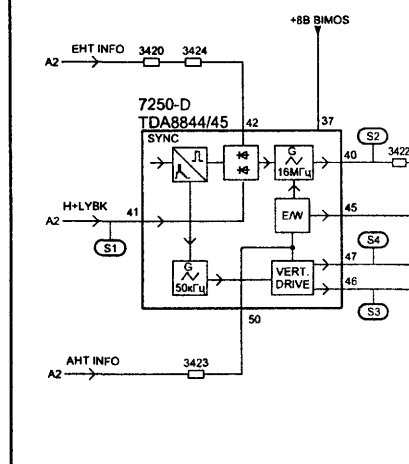 +8B BIMOS
EHT INFO
3420
3424
A2
7250-D
TDA8844/45
42
37
SYNC
S2
G
16МГц
40
3422
H+LYBK
41
A2
E/W
45
S1
S4
47
G
50кГц
VERT.
DRIVE
46
S3
50
AHT INFO
3423
A2